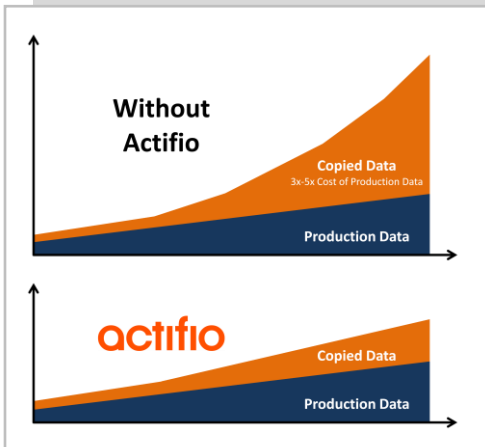 Without
Actifio
Copied Data
3x-5x Cost of Production Data
Production Data
actifio
Copied Data
Production Data